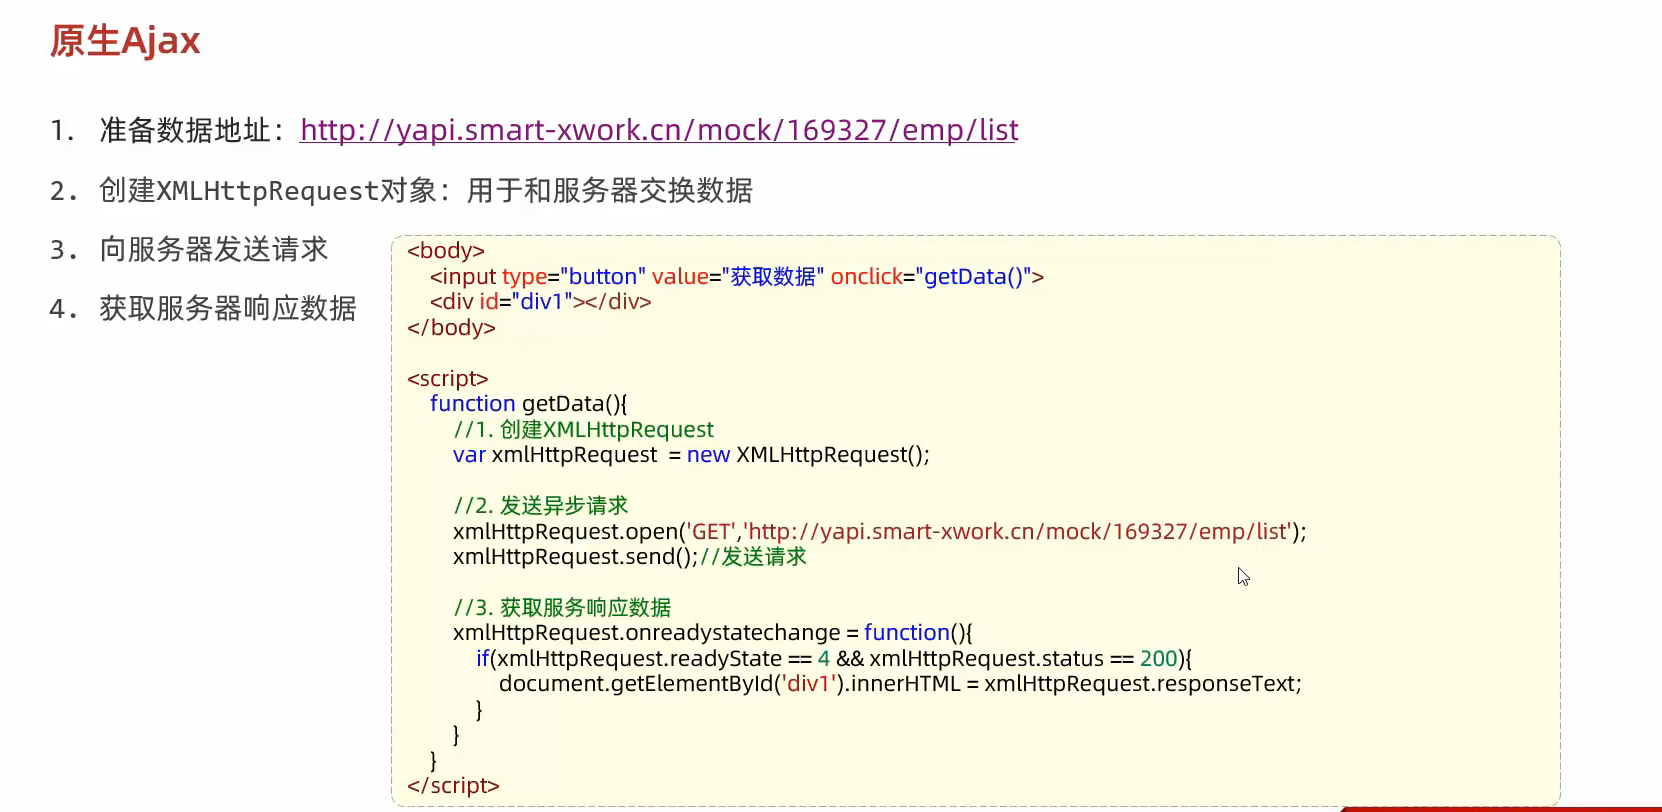 原生Ajax
1. 准备数据地址：http://yapi.smart-xwork.cn/mock/169327/emp/list
2. 创建XMLHttpRequest对象：用于和服务器交换数据
3. 向服务器发送请求
4. 获取服务器响应数据
<body>
<input type="button" value="获取数据" onclick="getData()">
<div id="div1"></div>
</body>
<script>
function getData(){
//1. 创建XMLHttpRequest
var xmlHttpRequest = new XMLHttpRequest();
//2. 发送异步请求
xmlHttpRequest.open('GET','http://yapi.smart-xwork.cn/mock/169327/emp/list');
xmlHttpRequest.send();//发送请求
//3. 获取服务响应数据
xmlHttpRequest.onreadystatechange = function(){
if(xmlHttpRequest.readyState == 4 && xmlHttpRequest.status == 200){
document.getElementById('div1').innerHTML = xmlHttpRequest.responseText;
}
}
}
</script>